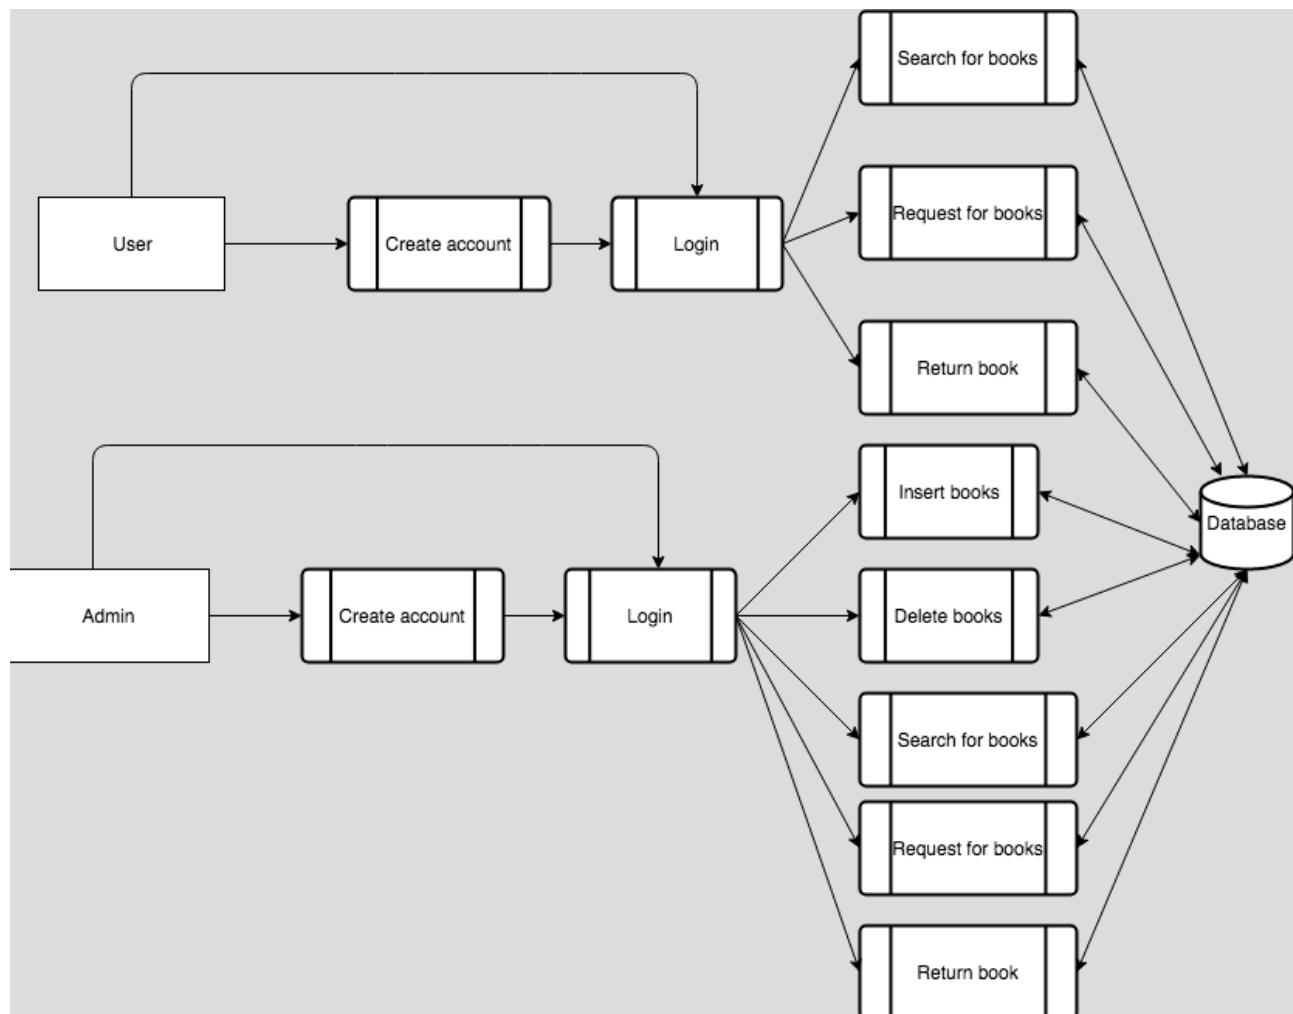 Search for books
Request for books
User
Create account
Login
Return book
Insert books
Database
Admin
Create account
Login
Delete books
Search for books
Request for books
Return book